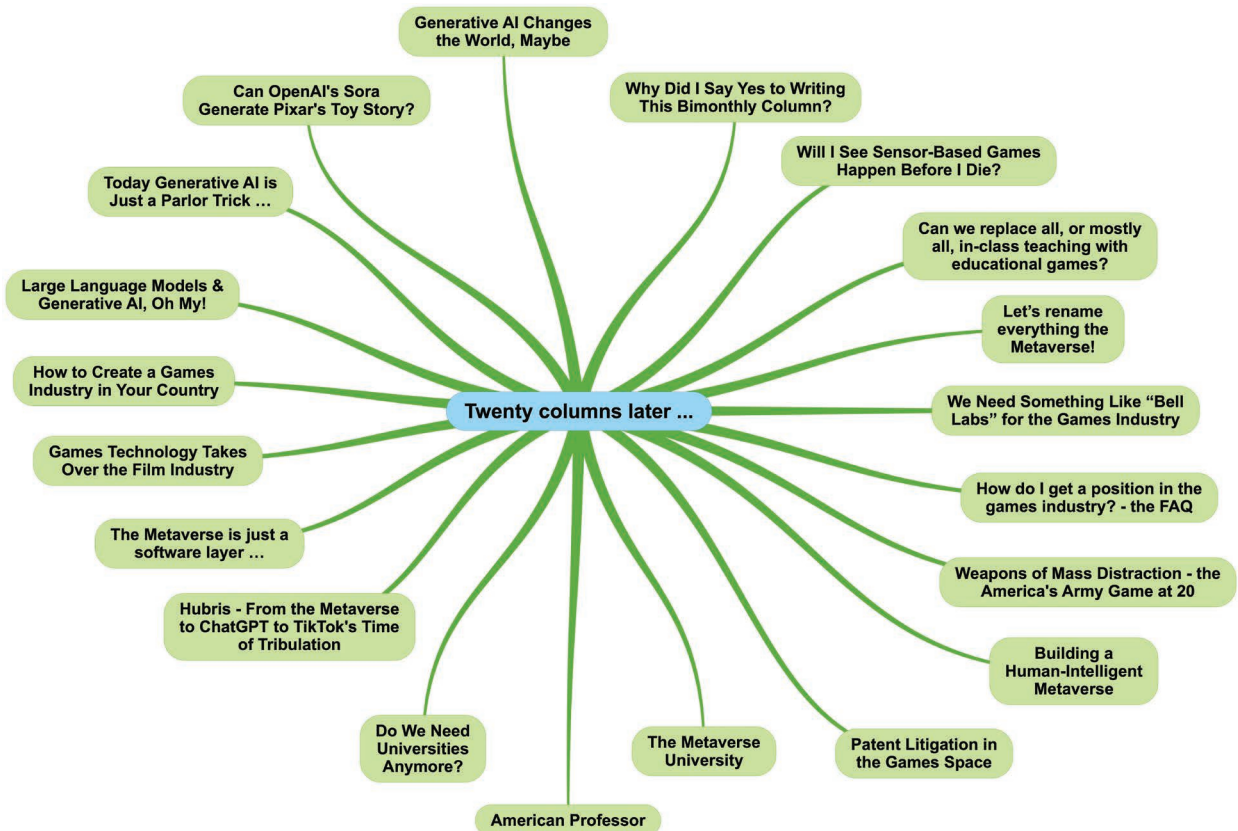 Generative AI Changes
the World, Maybe
Can OpenAI's Sora
Generate Pixar's Toy Story?
Why Did I Say Yes to Writing
This Bimonthly Column?
Will I See Sensor-Based Games
Happen Before I Die?
Today Generative AI is
Just a Parlor Trick ...
Can we replace all, or mostly
all, in-class teaching with
educational games?
Large Language Models &
Generative AI, Oh My!
Let’s rename
everything the
Metaverse!
How to Create a Games
Industry in Your Country
Twenty columns later ...
We Need Something Like “Bell
Labs” for the Games Industry
Games Technology Takes
Over the Film Industry
How do I get a position in the
games industry? - the FAQ
The Metaverse is just a
software layer ...
Weapons of Mass Distraction - the
America's Army Game at 20
Hubris - From the Metaverse
to ChatGPT to TikTok's Time
of Tribulation
Building a
Human-Intelligent
Metaverse
Do We Need
Universities
Anymore?
The Metaverse
University
Patent Litigation in
the Games Space
American Professor